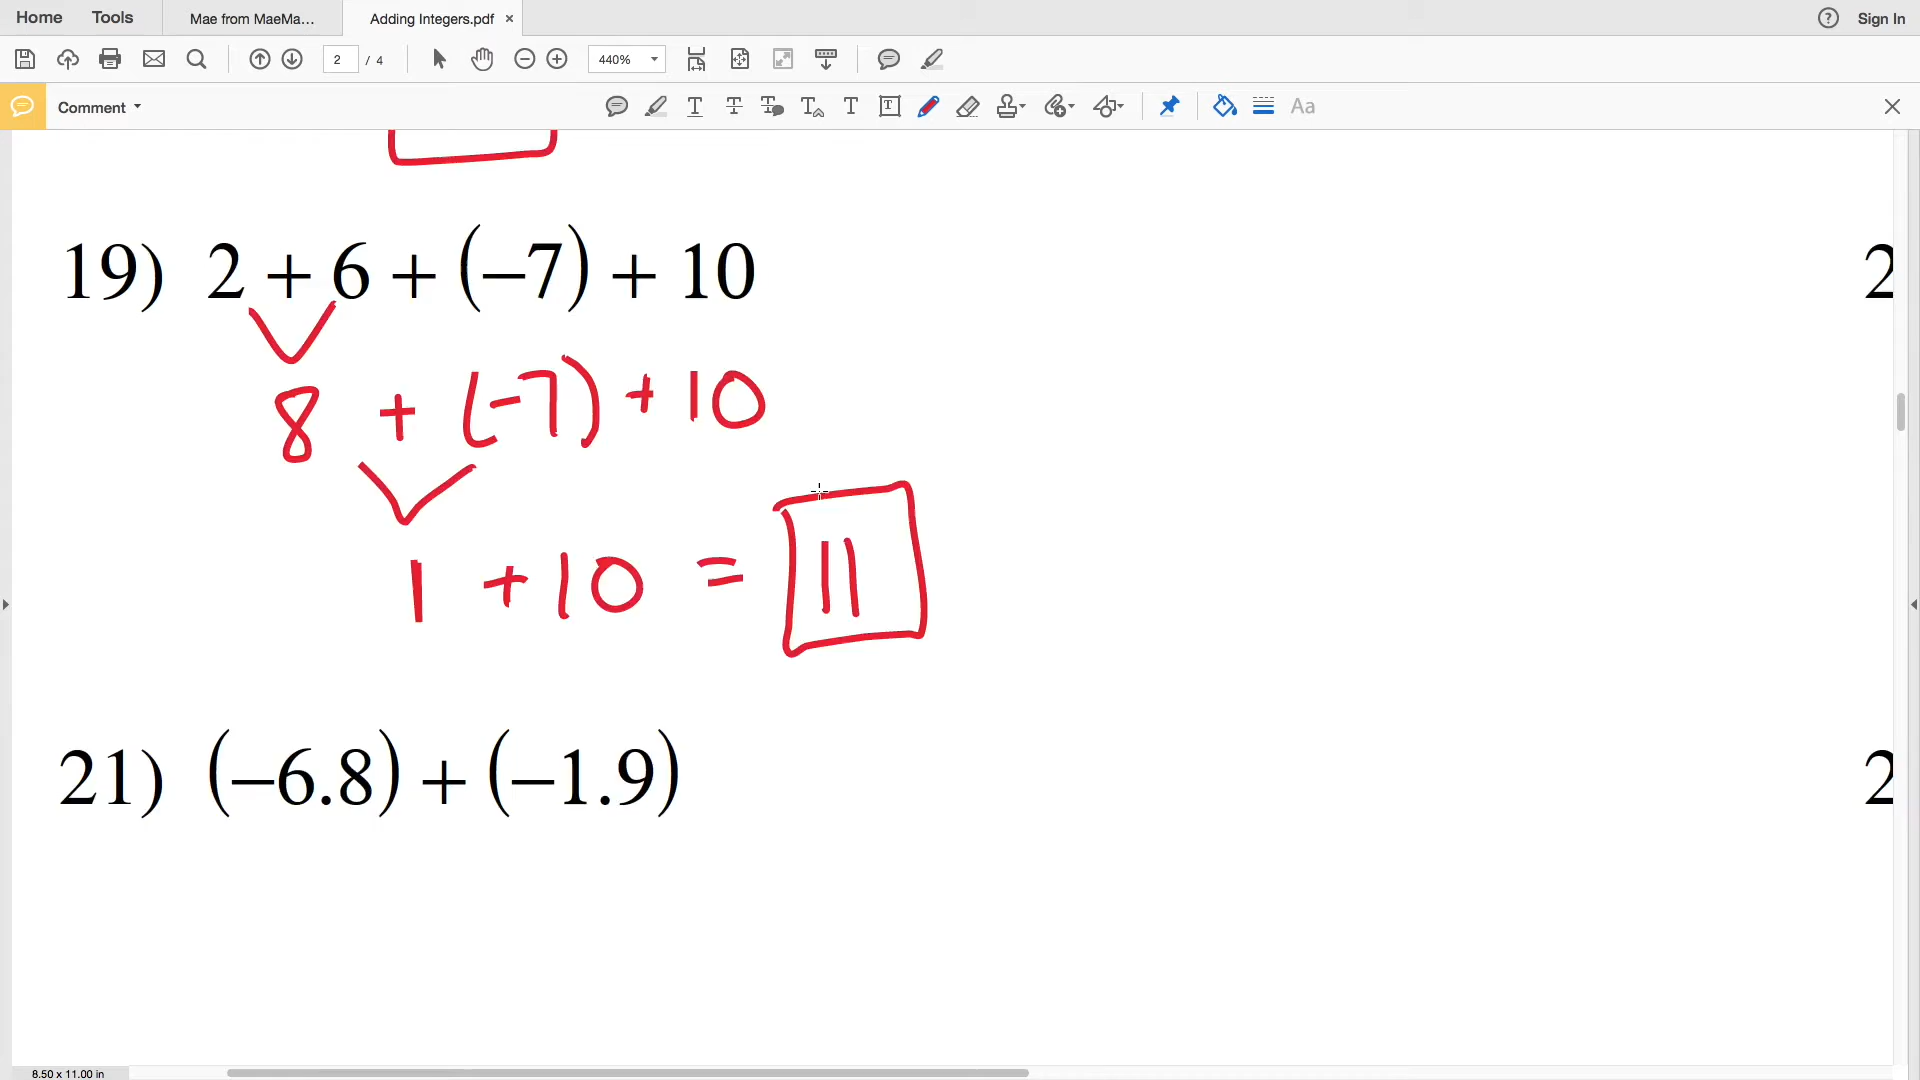 Home Tools Mae from MaeMa... Adding Integers.pdf × ? Sign In
2 / 4 440%
Comment T T T T T T Aa
19) 2 + 6 + (−7) + 10 2
8 + (-7) + 10
1 + 10 = 11
21) (−6.8) + (−1.9) 2
8.50 x 11.00 in